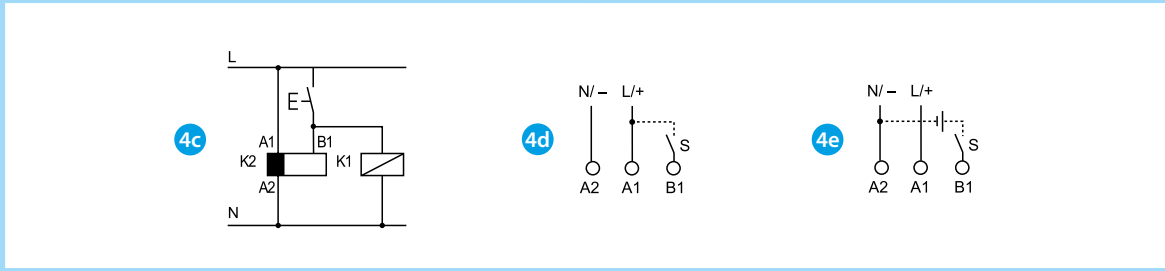 4c
L
E
A1
B1
K2
K1
A2
N
4d
N/ – L/+
S
A2 A1 B1
4e
N/ – L/+
S
A2 A1 B1